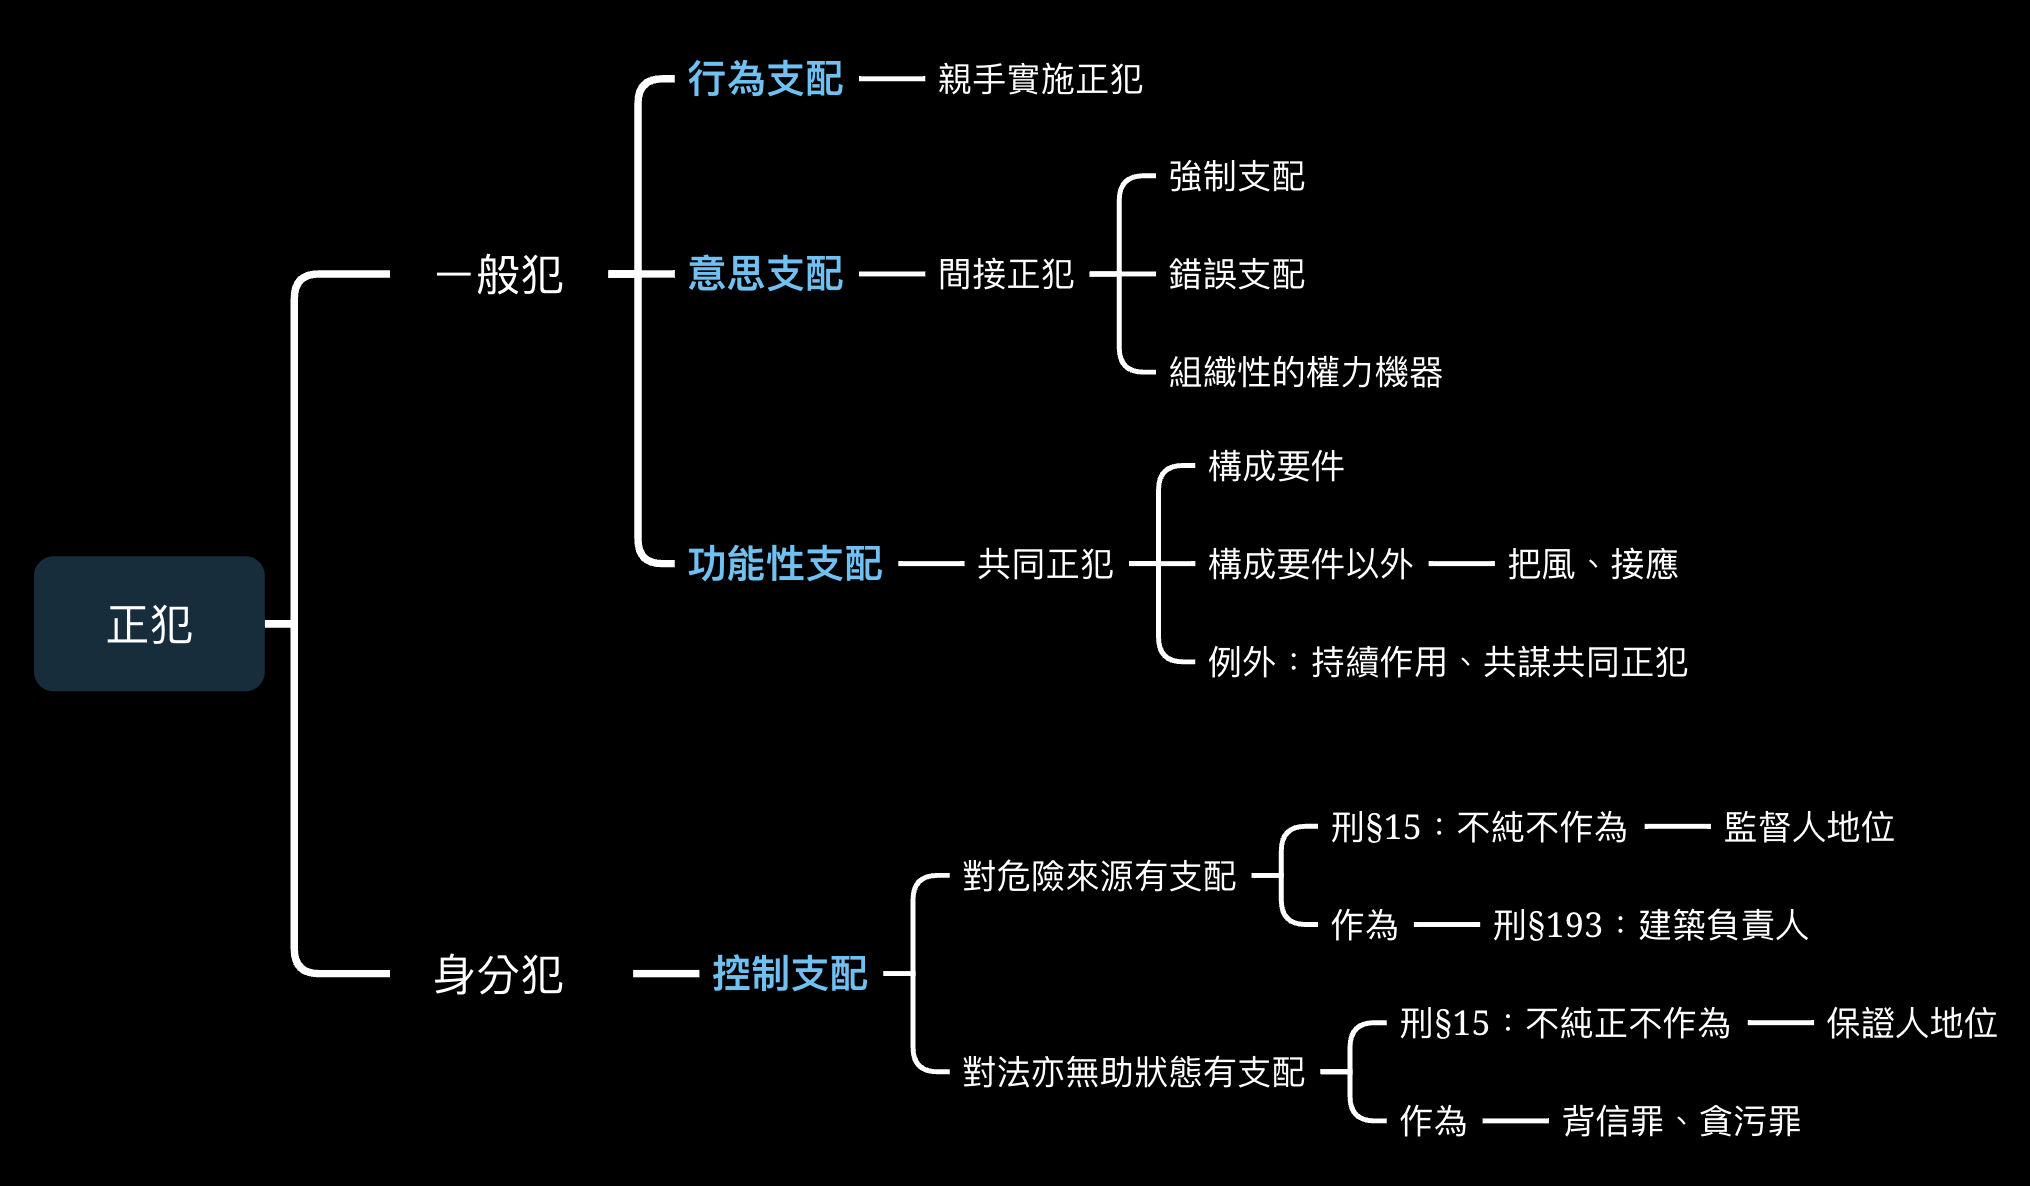 正犯
一般犯
行為支配
親手實施正犯
意思支配
間接正犯
強制支配
錯誤支配
組織性的權力機器
功能性支配
共同正犯
構成要件
構成要件以外
把風、接應
例外：持續作用、共謀共同正犯
身分犯
控制支配
對危險來源有支配
刑§15：不純不作為
監督人地位
作為
刑§193：建築負責人
對法亦無助狀態有支配
刑§15：不純正不作為
保證人地位
作為
背信罪、貪污罪